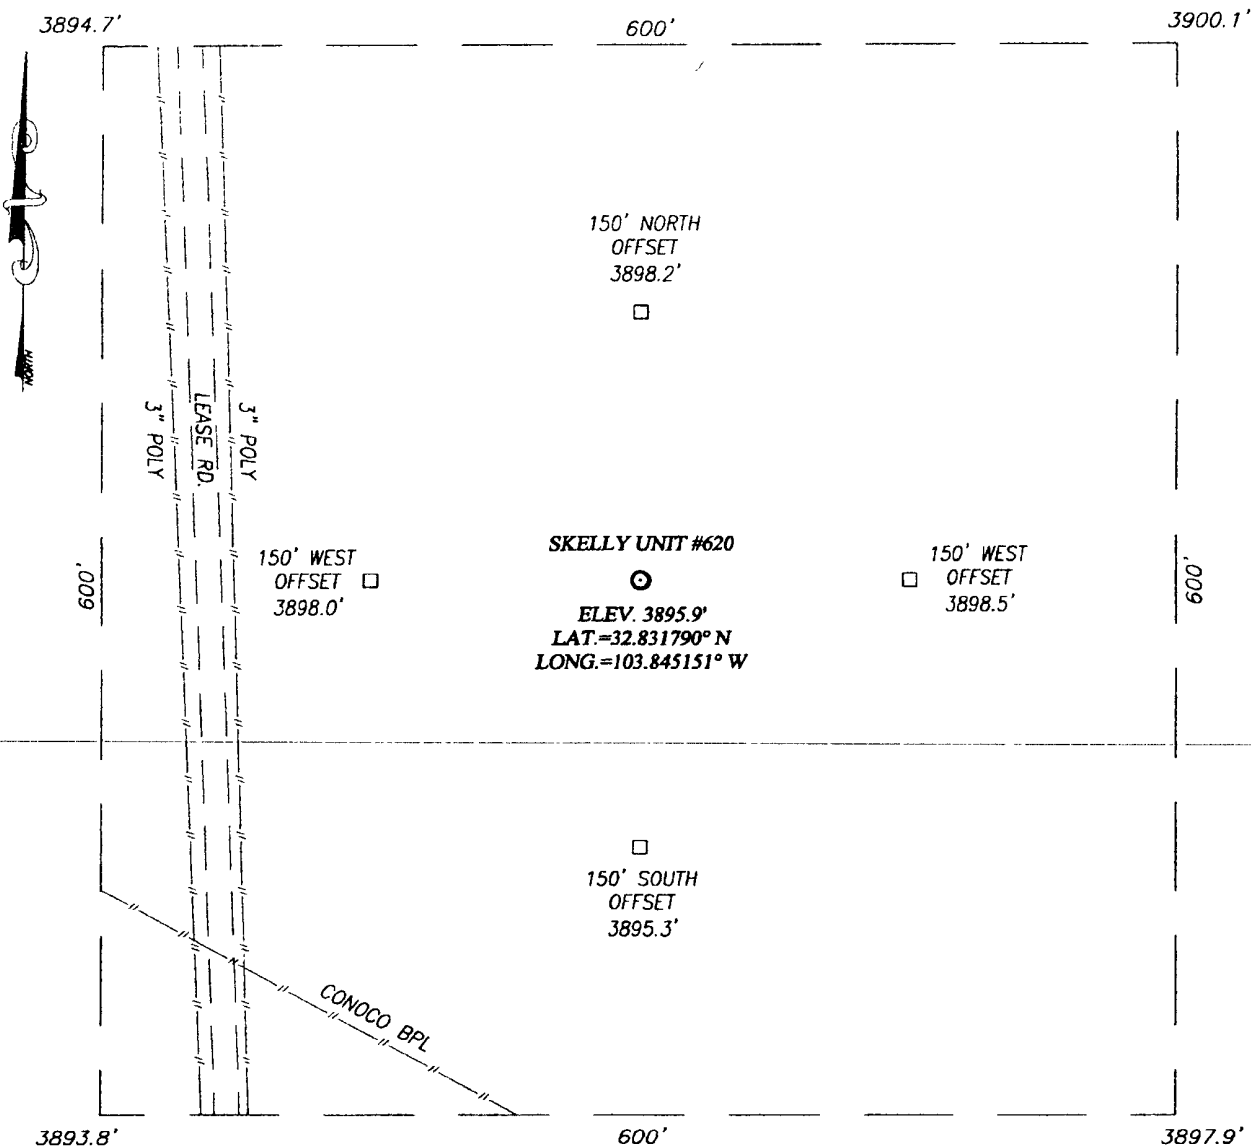 3894.7'
600'
3900.1'
150' NORTH
OFFSET
3898.2'
NORTH
3" POLY
LEASE RD.
3" POLY
600'
150' WEST
OFFSET
3898.0'
SKELLY UNIT #620
ELEV. 3895.9'
LAT.=32.831790° N
LONG.=103.845151° W
150' WEST
OFFSET
3898.5'
600'
150' SOUTH
OFFSET
3895.3'
CONOCO BPL
3893.8'
600'
3897.9'